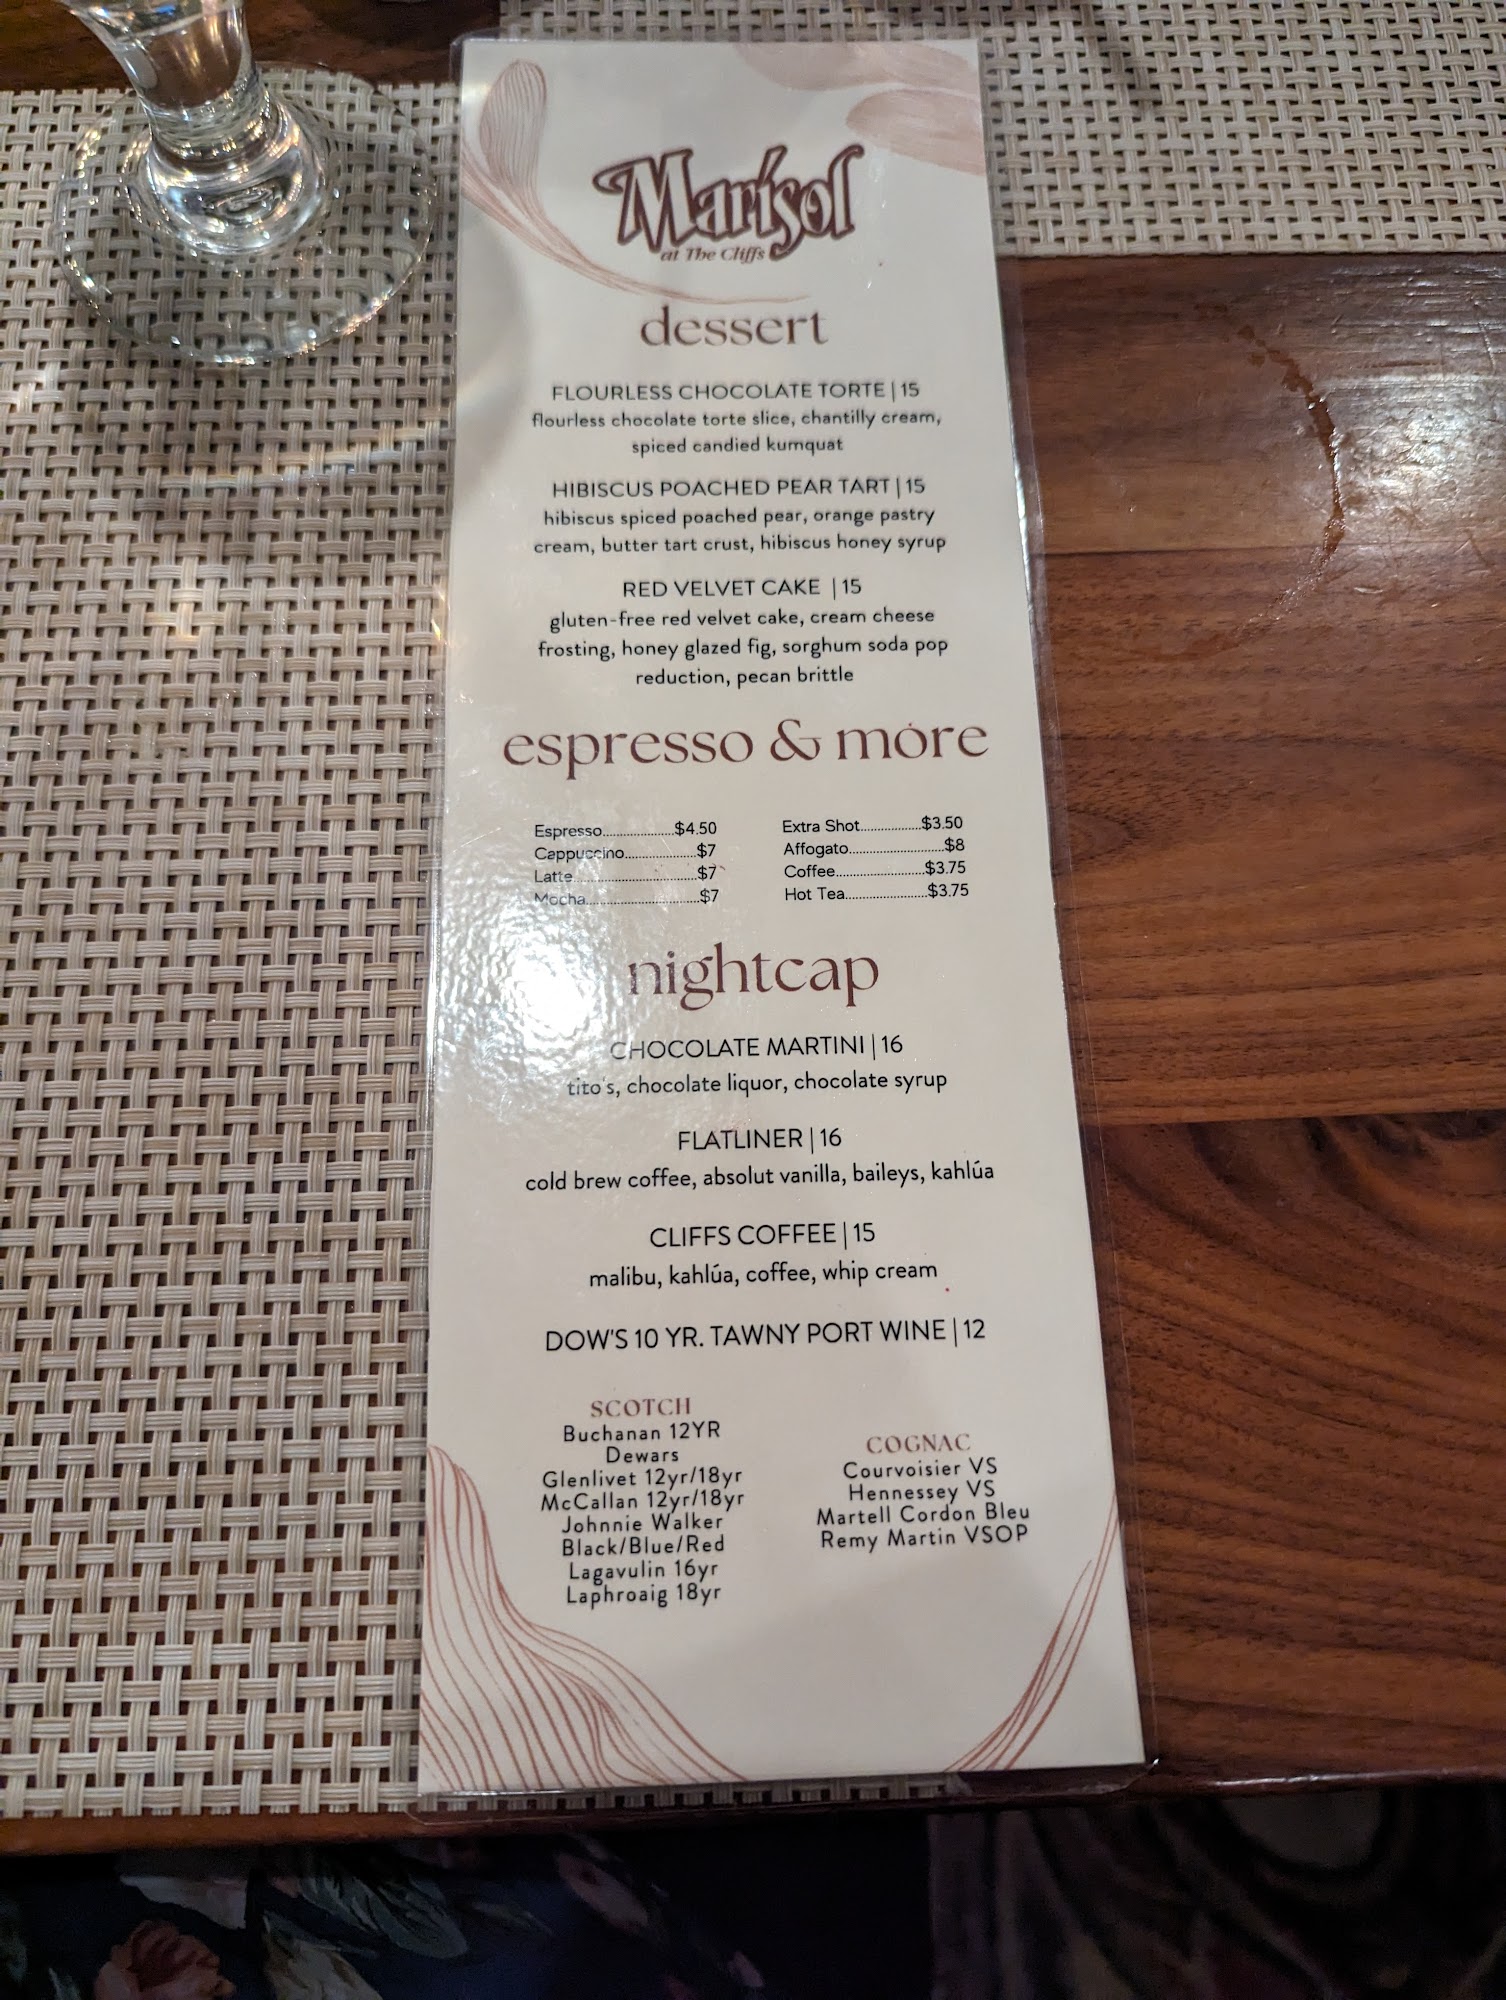 Marisol
at The Cliffs
dessert
FLOURLESS CHOCOLATE TORTE | 15
flourless chocolate torte slice, chantilly cream,
spiced candied kumquat
HIBISCUS POACHED PEAR TART | 15
hibiscus spiced poached pear, orange pastry
cream, butter tart crust, hibiscus honey syrup
RED VELVET CAKE | 15
gluten-free red velvet cake, cream cheese
frosting, honey glazed fig, sorghum soda pop
reduction, pecan brittle
espresso & more
Espresso....................$4.50
Cappuccino....................$7
Latte..................................$7
Mocha................................$7
Extra Shot.................$3.50
Affogato...........................$8
Coffee.........................$3.75
Hot Tea.......................$3.75
nightcap
CHOCOLATE MARTINI | 16
tito's, chocolate liquor, chocolate syrup
FLATLINER | 16
cold brew coffee, absolut vanilla, baileys, kahlúa
CLIFFS COFFEE | 15
malibu, kahlúa, coffee, whip cream
DOW'S 10 YR. TAWNY PORT WINE | 12
SCOTCH
Buchanan 12YR
Dewars
Glenlivet 12yr/18yr
McCallan 12yr/18yr
Johnnie Walker
Black/Blue/Red
Lagavulin 16yr
Laphroaig 18yr
COGNAC
Courvoisier VS
Hennessey VS
Martell Cordon Bleu
Remy Martin VSOP